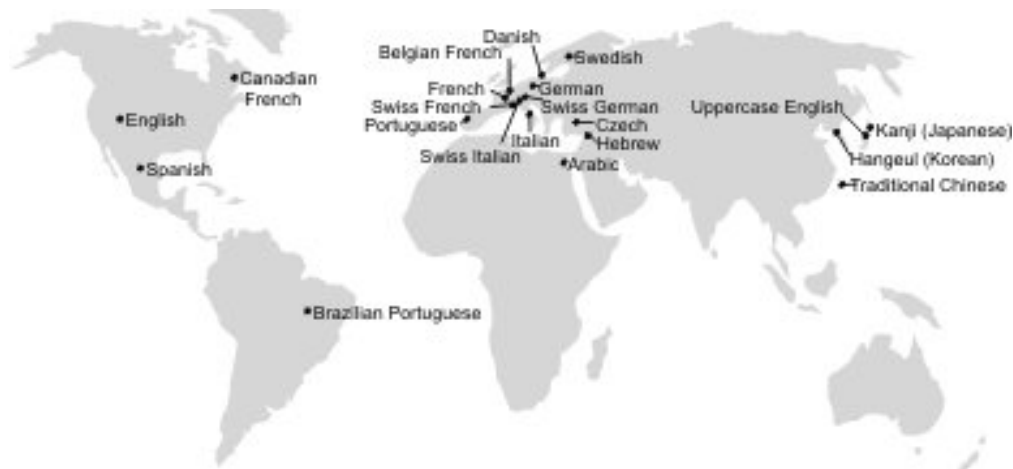 Danish
Belgian French
Swedish
Canadian
French
French
German
Swiss French
Swiss German
Uppercase English
English
Portuguese
Czech
Kanji (Japanese)
Italian
Hebrew
Swiss Italian
Hangeul (Korean)
Spanish
Arabic
Traditional Chinese
Brazilian Portuguese